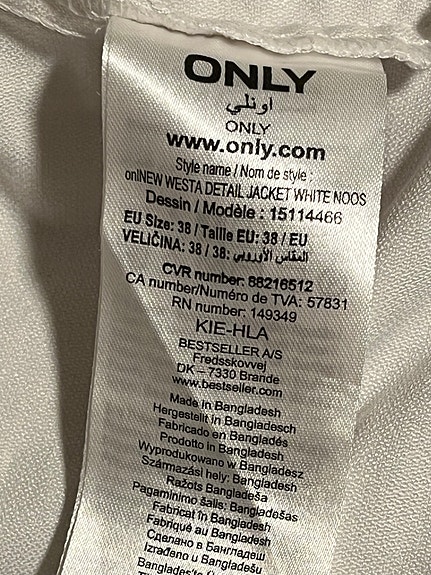 ONLY
اونلي
ONLY
www.only.com
Style name / Nom de style :
onlNEW WESTA DETAIL JACKET WHITE NOOS
Dessin / Modèle : 15114466
EU Size: 38 / Taille EU: 38 / EU
VELIČINA: 38 / 38 :المقاس الأوروبي
CVR number: 88216512
CA number/Numéro de TVA: 57831
RN number: 149349
KIE-HLA
BESTSELLER A/S
Fredsskovvej
DK – 7330 Brande
www.bestseller.com
Made in Bangladesh
Hergestellt in Bangladesch
Fabricado en Bangladés
Prodotto in Bangladesh
Wyprodukowano w Bangladesz
Származási hely: Bangladesh
Ražots Bangladeša
Pagaminimo šalis: Bangladešas
Fabricat în Bangladesh
Fabriqué au Bangladesh
Сделано в Бангладеш
Izrađeno u Bangladešu